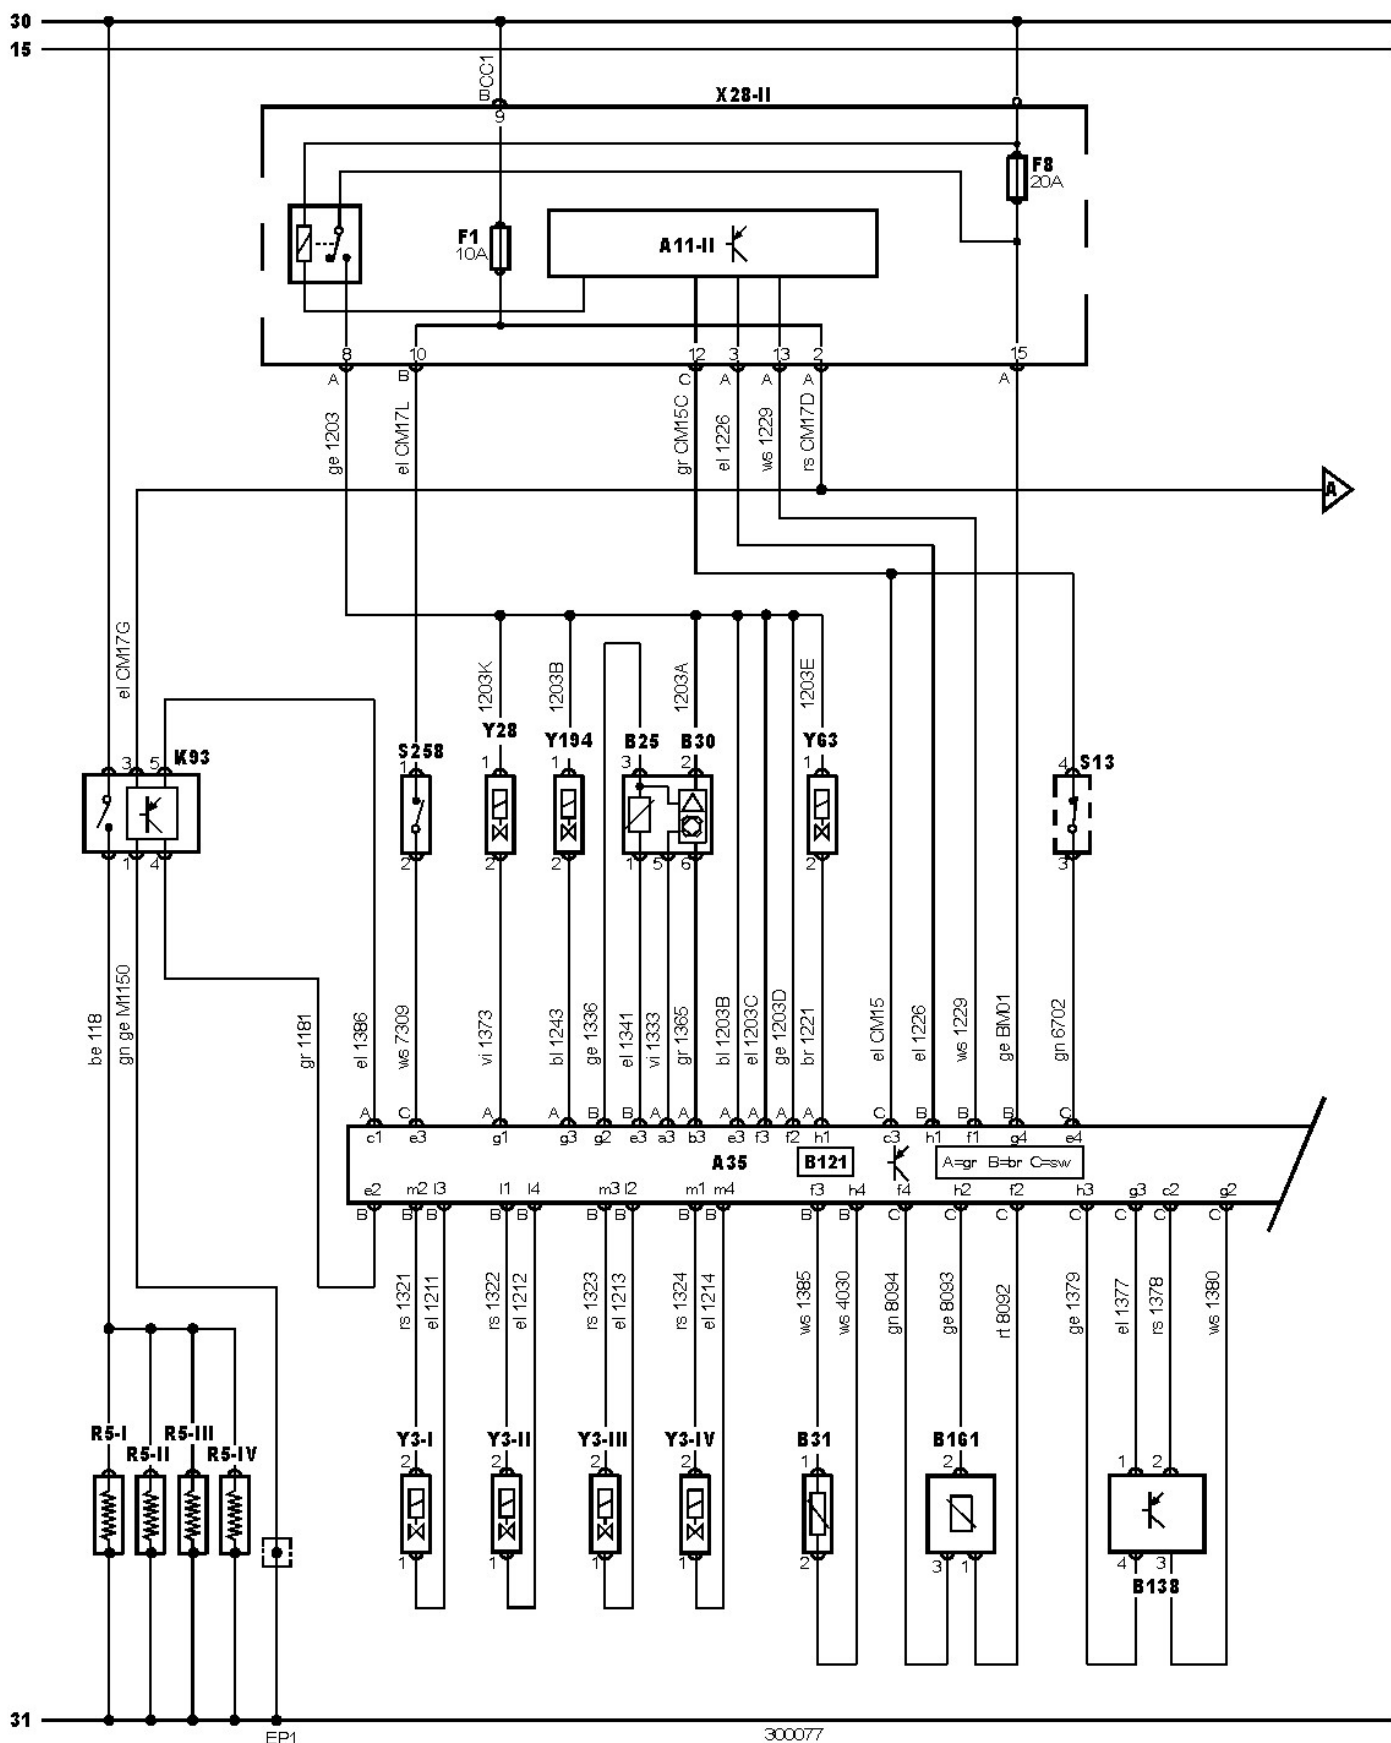 30
15
BCC1
X28-II
9
F8
20A
F1
10A
A11-II
8 10 12 3 13 2 15
A B C A A A A
ge 1203
el CM17L
gr CM15C
el 1226
ws 1229
rs CM17D
A
el CM17G
1203K
1203B
1203A
1203E
K93
3 5
S258
1
Y28
1
Y194
1
B25
3
B30
2
Y63
1
S13
4
1 4 2 2 2 1 5 6 2 3
be 118
gn ge M1150
gr 1181
el 1386
ws 7309
vi 1373
bl 1243
ge 1336
el 1341
vi 1333
gr 1365
bl 1203B
el 1203C
ge 1203D
br 1221
el CM15
el 1226
ws 1229
ge BM01
gn 6702
A C A A B B A A A A A A C B B B C
c1 e3 g1 g3 g2 e3 a3 b3 e3 f3 f2 h1 c3 h1 f1 g4 e4
A35
B121
A=gr B=br C=sw
e2 m2 l3 l1 l4 m3 l2 m1 m4 f3 h4 f4 h2 f2 h3 g3 c2 g2
B B B B B B B B B B B C C C C C C C
rs 1321
el 1211
rs 1322
el 1212
rs 1323
el 1213
rs 1324
el 1214
ws 1385
ws 4030
gn 8094
ge 8093
rt 8092
ge 1379
el 1377
rs 1378
ws 1380
R5-I
R5-II
R5-III
R5-IV
Y3-I
2
Y3-II
2
Y3-III
2
Y3-IV
2
B31
1
B161
2
1 2
1 1 1 1 2 3 1 4 3
B138
31
EP1
300077